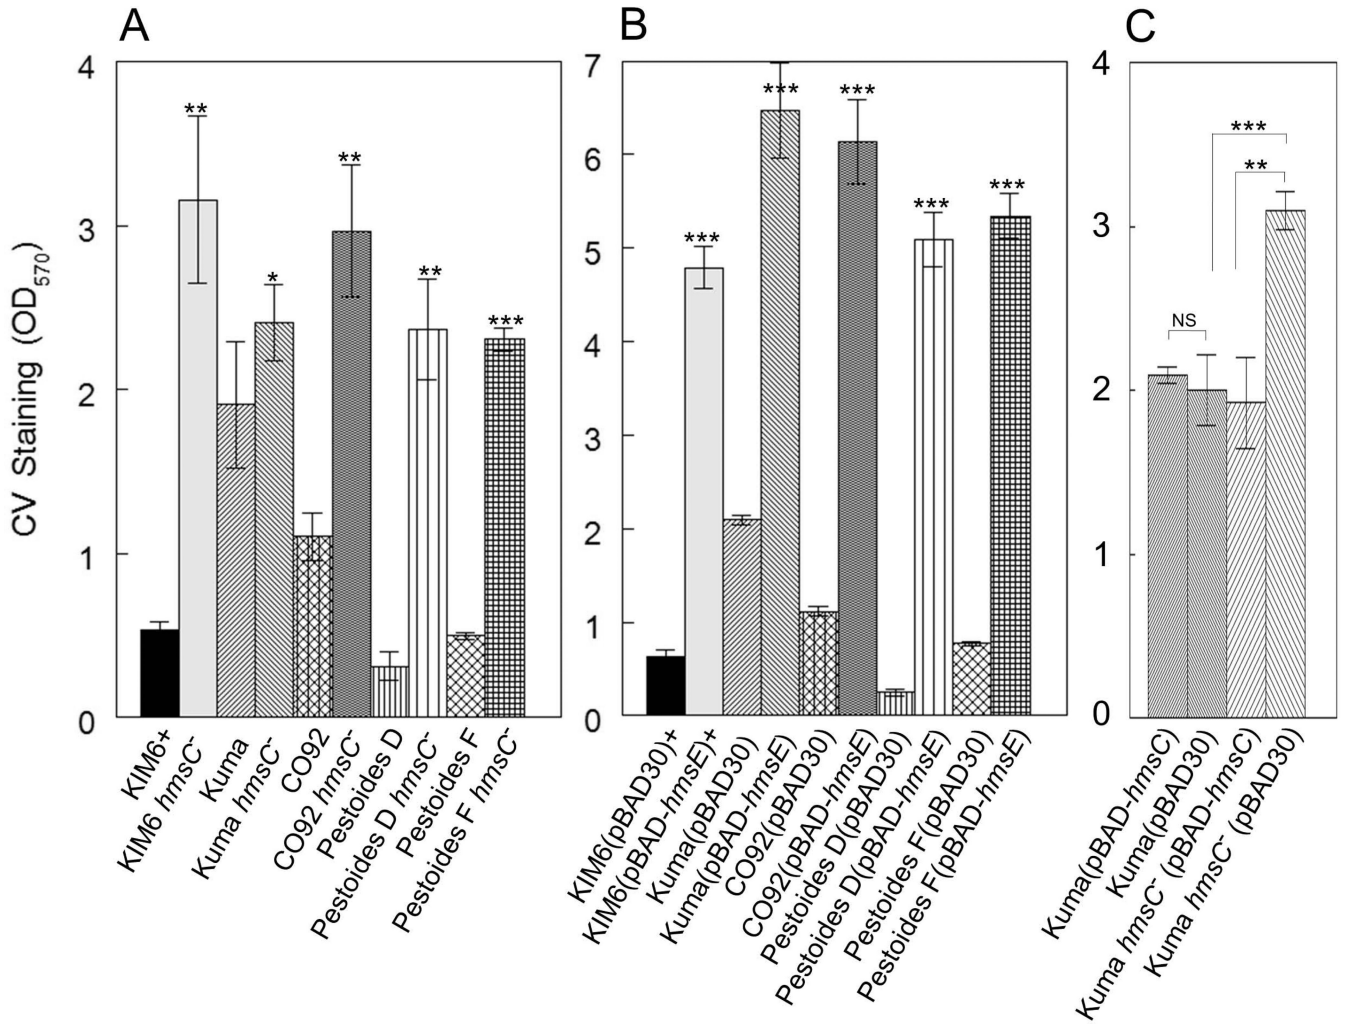 A
B
C
CV Staining (OD570)
4
3
2
1
0
**
*
**
**
***
KIM6+
KIM6 hmsC-
Kuma
Kuma hmsC-
CO92
CO92 hmsC-
Pestoides D
Pestoides D hmsC-
Pestoides F
Pestoides F hmsC-
7
6
5
4
3
2
1
0
***
***
***
***
***
KIM6(pBAD30)+
KIM6(pBAD-hmsE)+
Kuma(pBAD30)
Kuma(pBAD-hmsE)
CO92(pBAD30)
CO92(pBAD-hmsE)
Pestoides D(pBAD30)
Pestoides D(pBAD-hmsE)
Pestoides F(pBAD30)
Pestoides F(pBAD-hmsE)
4
3
2
1
0
***
**
NS
Kuma(pBAD-hmsC)
Kuma(pBAD30)
Kuma hmsC- (pBAD-hmsC)
Kuma hmsC- (pBAD30)